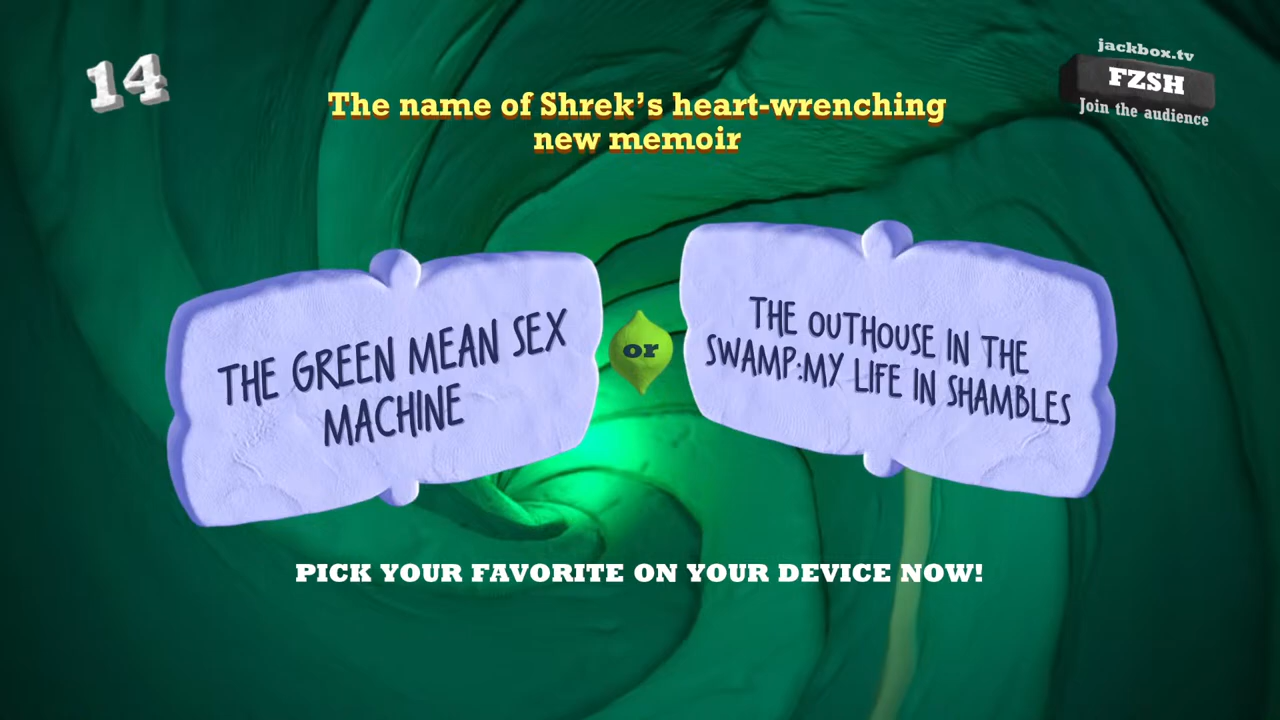 14
jackbox.tv
FZSH
Join the audience
The name of Shrek's heart-wrenching
new memoir
THE GREEN MEAN SEX
MACHINE
or
THE OUTHOUSE IN THE
SWAMP:MY LIFE IN SHAMBLES
PICK YOUR FAVORITE ON YOUR DEVICE NOW!